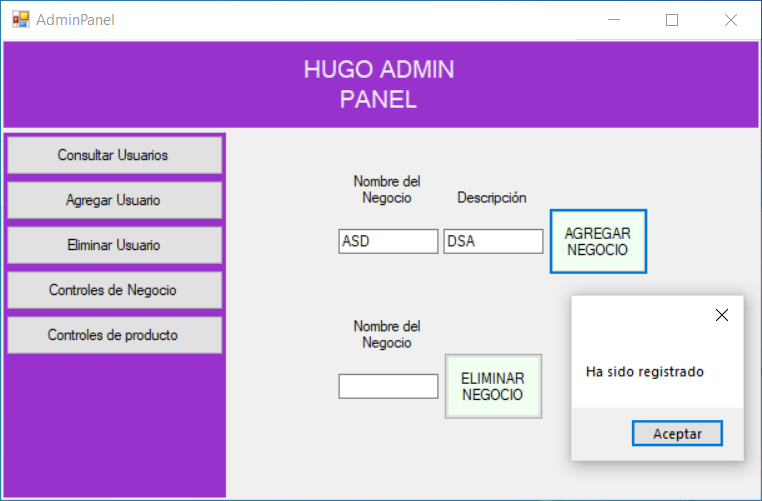 AdminPanel
HUGO ADMIN
PANEL
Consultar Usuarios
Agregar Usuario
Eliminar Usuario
Controles de Negocio
Controles de producto
Nombre del
Negocio
Descripción
ASD
DSA
AGREGAR
NEGOCIO
Nombre del
Negocio
ELIMINAR
NEGOCIO
Ha sido registrado
Aceptar